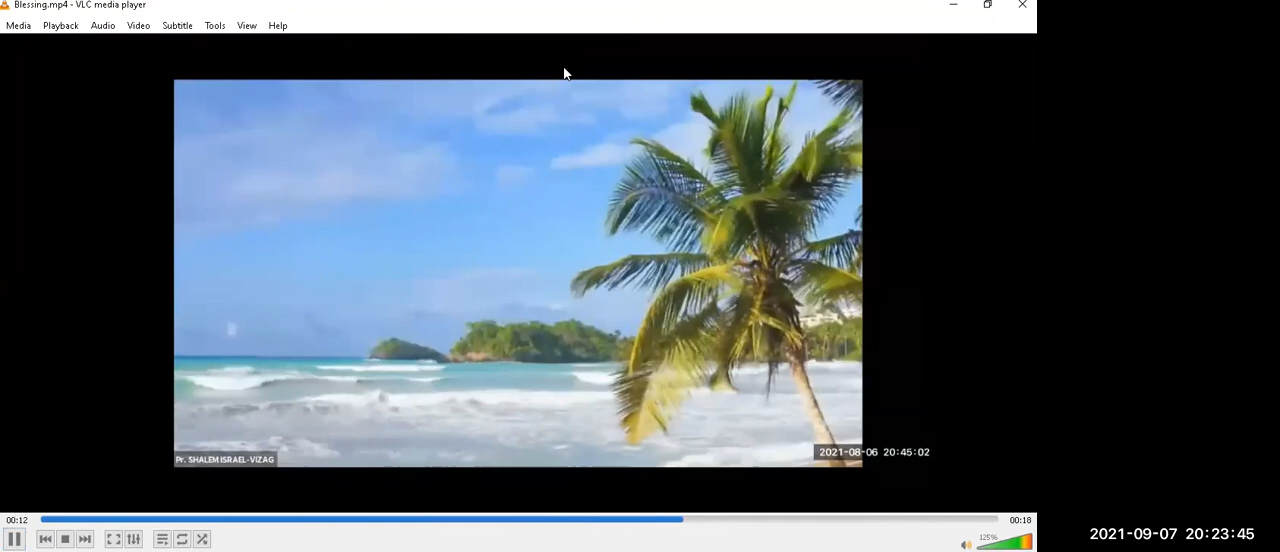 Blessing.mp4 - VLC media player
Media Playback Audio Video Subtitle Tools View Help
Pr. SHALEM ISRAEL-VIZAG
2021-08-06 20:45:02
00:12
00:18
125%
2021-09-07 20:23:45